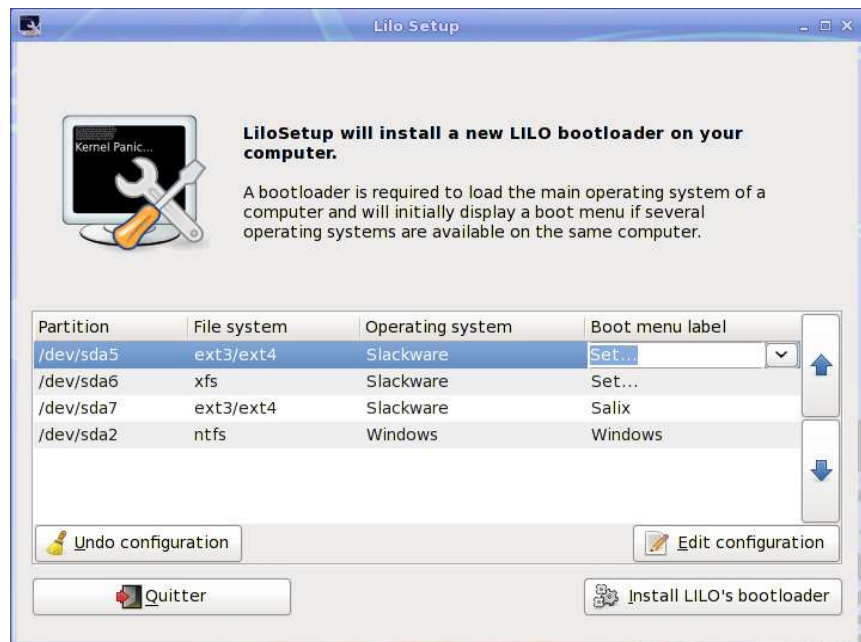 Lilo Setup
Kernel Panic...
LiloSetup will install a new LILO bootloader on your
computer.
A bootloader is required to load the main operating system of a
computer and will initially display a boot menu if several
operating systems are available on the same computer.
Partition File system Operating system Boot menu label
/dev/sda5 ext3/ext4 Slackware Set...
/dev/sda6 xfs Slackware Set...
/dev/sda7 ext3/ext4 Slackware Salix
/dev/sda2 ntfs Windows Windows
Undo configuration Edit configuration
Quitter Install LILO's bootloader